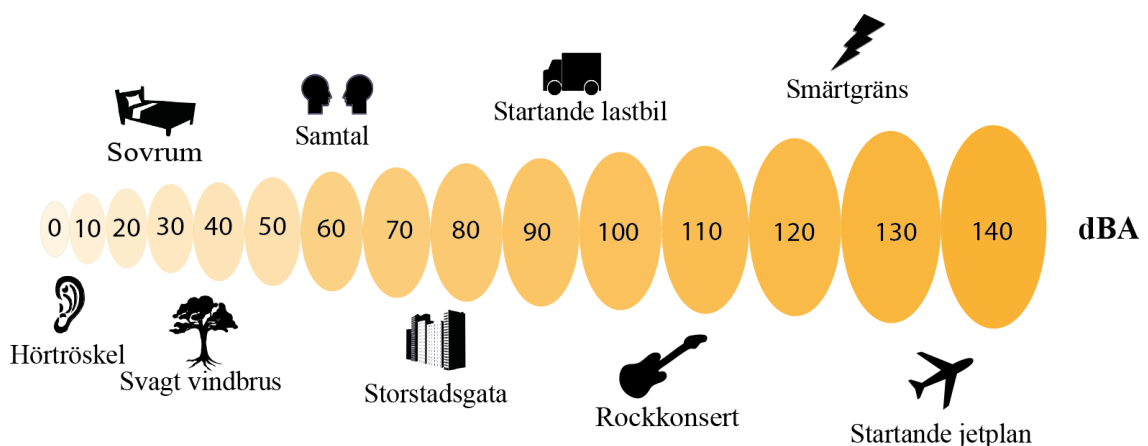 Smärtgräns
Startande lastbil
Samtal
Sovrum
0 10 20 30 40 50 60 70 80 90 100 110 120 130 140 dBA
Hörtröskel
Svagt vindbrus
Storstadsgata
Rockkonsert
Startande jetplan